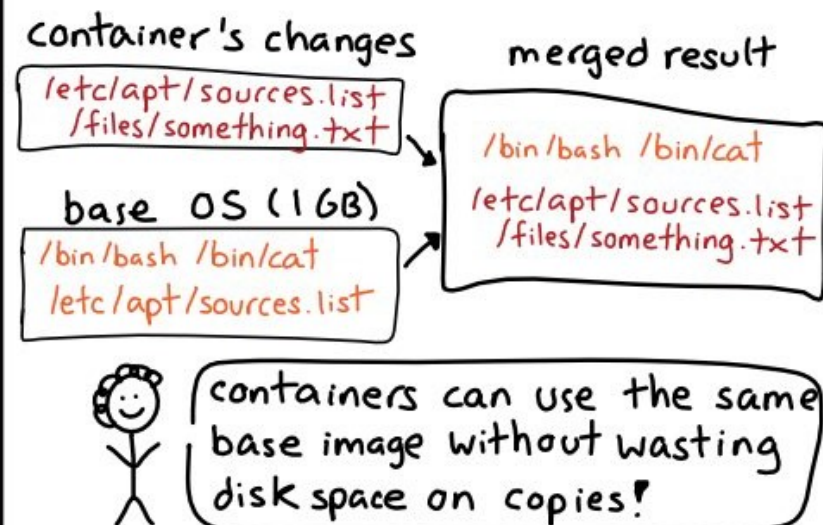 container's changes
/etc/apt/sources.list
/files/something.txt
base OS (1GB)
/bin/bash /bin/cat
/etc/apt/sources.list
merged result
/bin/bash /bin/cat
/etc/apt/sources.list
/files/something.txt
containers can use the same
base image without wasting
disk space on copies!